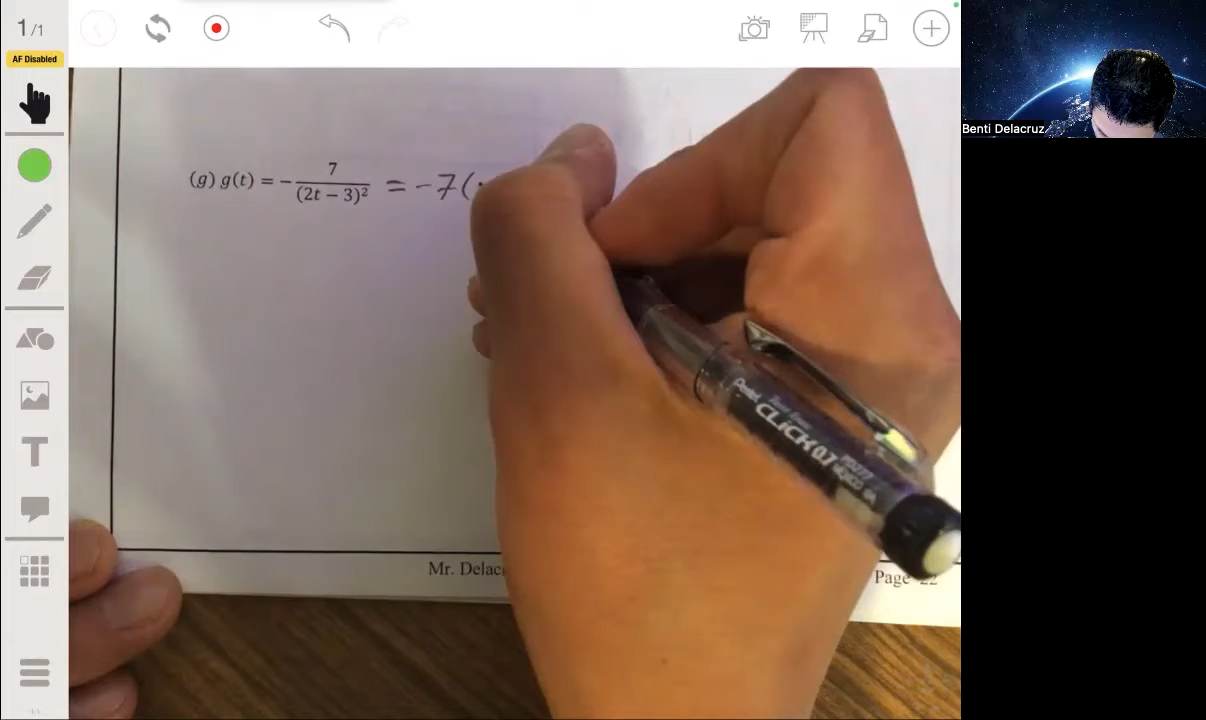 1/1
AF Disabled
Benti Delacruz
(g) g(t) = - 7/(2t - 3)² = -7(
T
Pentel
CLICK 0.7
Mr. Delac
Page 22